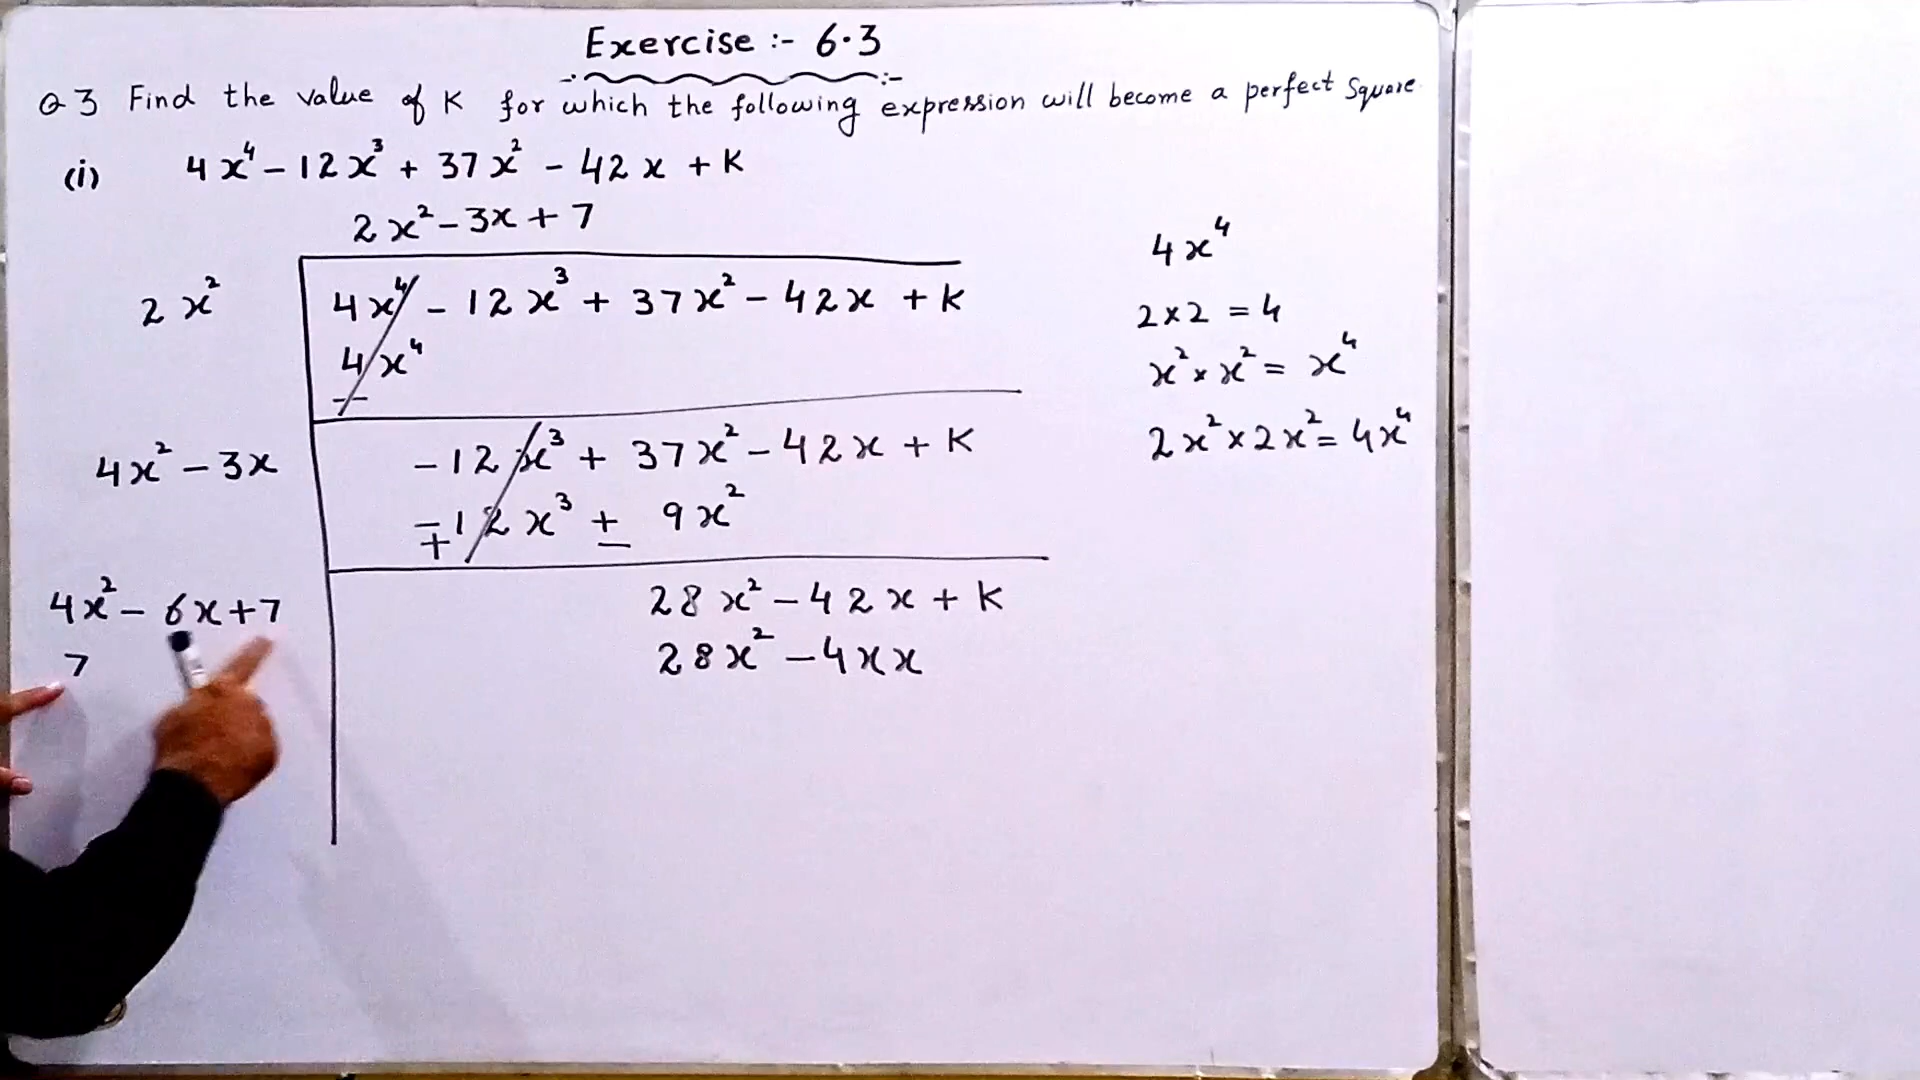 Exercise :- 6.3
Q3 Find the value of K for which the following expression will become a perfect Square.
(i) 4x⁴ - 12x³ + 37x² - 42x + K
2x² - 3x + 7
2x² 4x⁴ - 12x³ + 37x² - 42x + K
4x⁴
-
4x² - 3x -12x³ + 37x² - 42x + K
-12x³ + 9x²
+ -
4x² - 6x + 7 28x² - 42x + K
7 28x² - 4xx
4x⁴
2 × 2 = 4
x² × x² = x⁴
2x² × 2x² = 4x⁴